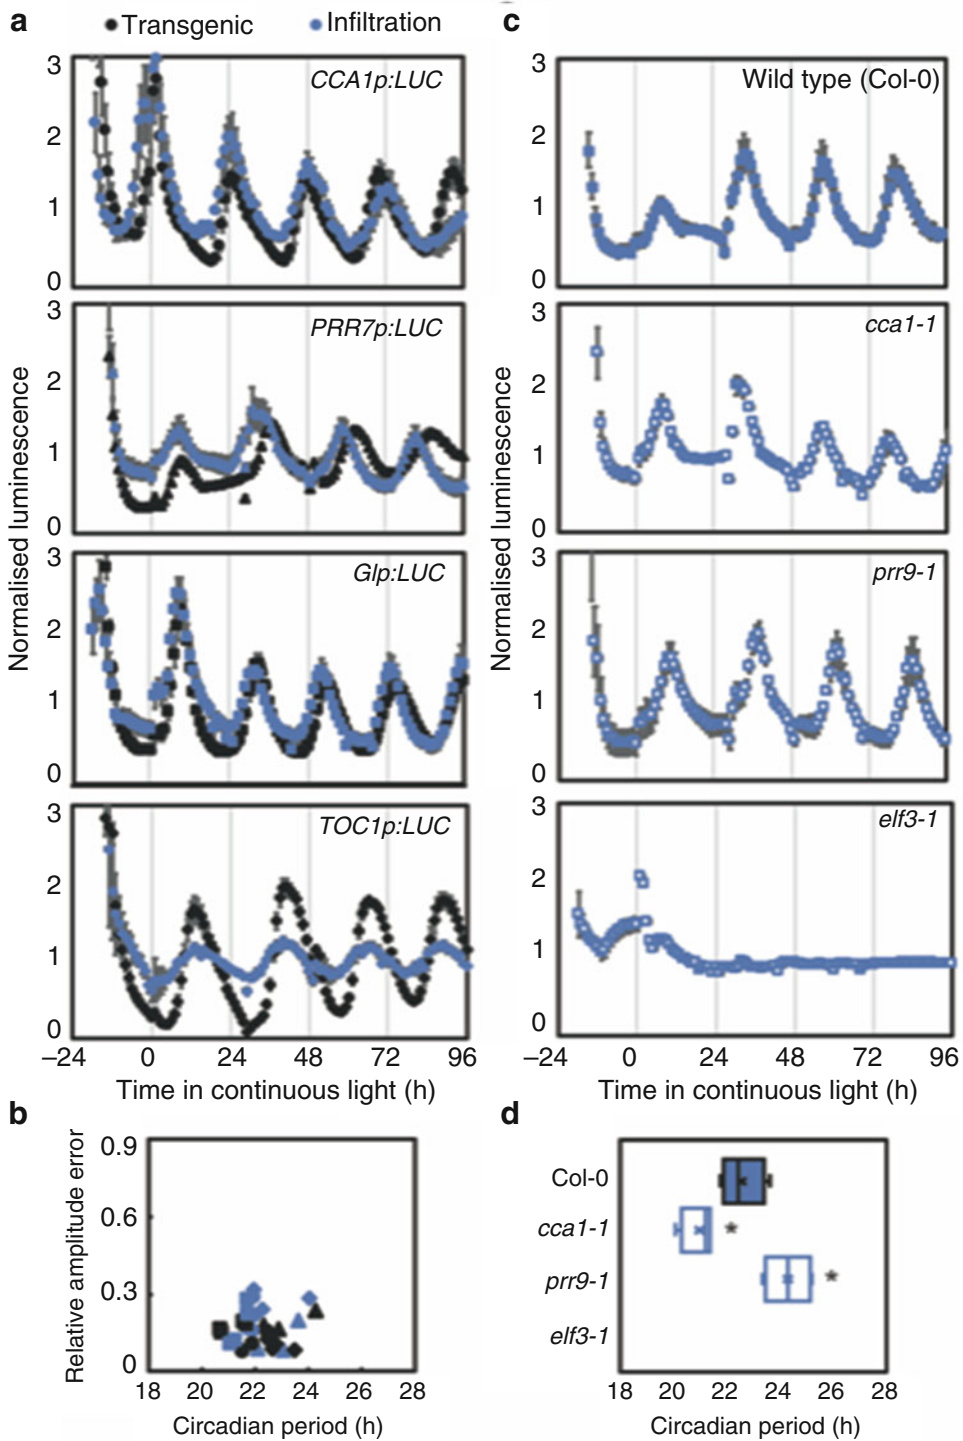 a Transgenic Infiltration
CCA1p:LUC
3
2
1
0
PRR7p:LUC
3
2
1
0
GIp:LUC
3
2
1
0
TOC1p:LUC
3
2
1
0
Normalised luminescence
−24 0 24 48 72 96
Time in continuous light (h)
c
Wild type (Col-0)
3
2
1
0
cca1-1
3
2
1
0
prr9-1
3
2
1
0
elf3-1
3
2
1
0
Normalised luminescence
−24 0 24 48 72 96
Time in continuous light (h)
b
Relative amplitude error
0.9
0.6
0.3
0
18 20 22 24 26 28
Circadian period (h)
d
Col-0
cca1-1 *
prr9-1 *
elf3-1
18 20 22 24 26 28
Circadian period (h)